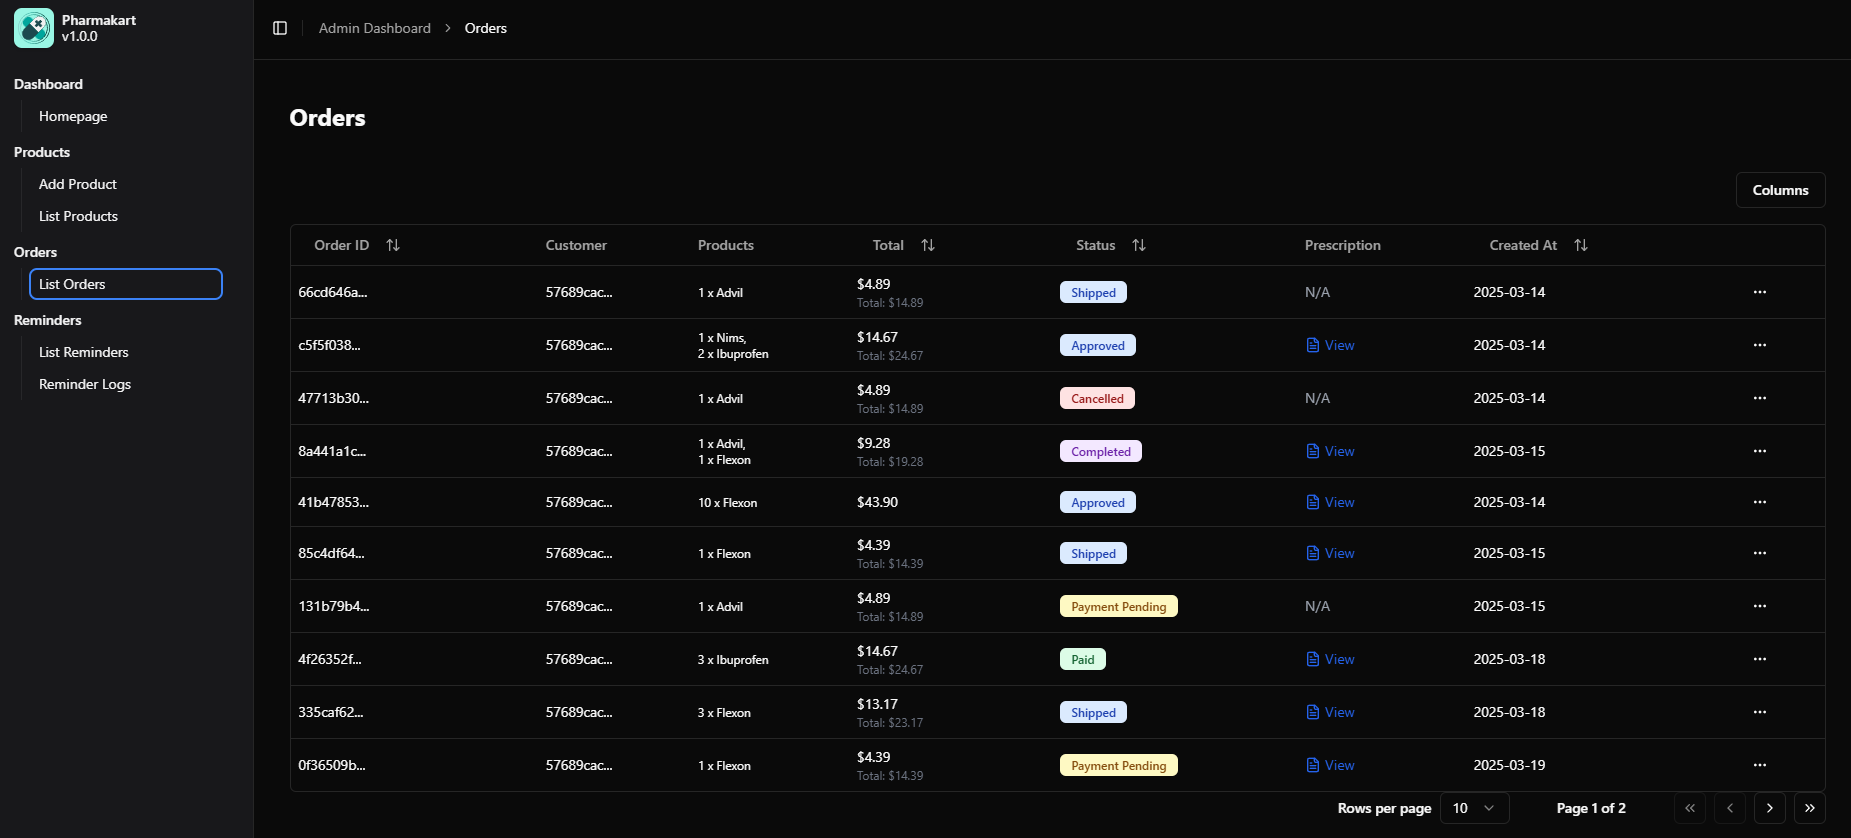 Pharmakart
v1.0.0
Dashboard
Homepage
Products
Add Product
List Products
Orders
List Orders
Reminders
List Reminders
Reminder Logs
Admin Dashboard > Orders
Orders
Columns
Order ID Customer Products Total Status Prescription Created At
66cd646a... 57689cac... 1 x Advil $4.89 Shipped N/A 2025-03-14 ...
Total: $14.89
c5f5f038... 57689cac... 1 x Nims, $14.67 Approved View 2025-03-14 ...
2 x Ibuprofen Total: $24.67
47713b30... 57689cac... 1 x Advil $4.89 Cancelled N/A 2025-03-14 ...
Total: $14.89
8a441a1c... 57689cac... 1 x Advil, $9.28 Completed View 2025-03-15 ...
1 x Flexon Total: $19.28
41b47853... 57689cac... 10 x Flexon $43.90 Approved View 2025-03-14 ...
85c4df64... 57689cac... 1 x Flexon $4.39 Shipped View 2025-03-15 ...
Total: $14.39
131b79b4... 57689cac... 1 x Advil $4.89 Payment Pending N/A 2025-03-15 ...
Total: $14.89
4f26352f... 57689cac... 3 x Ibuprofen $14.67 Paid View 2025-03-18 ...
Total: $24.67
335caf62... 57689cac... 3 x Flexon $13.17 Shipped View 2025-03-18 ...
Total: $23.17
0f36509b... 57689cac... 1 x Flexon $4.39 Payment Pending View 2025-03-19 ...
Total: $14.39
Rows per page 10 Page 1 of 2 « ‹ › »